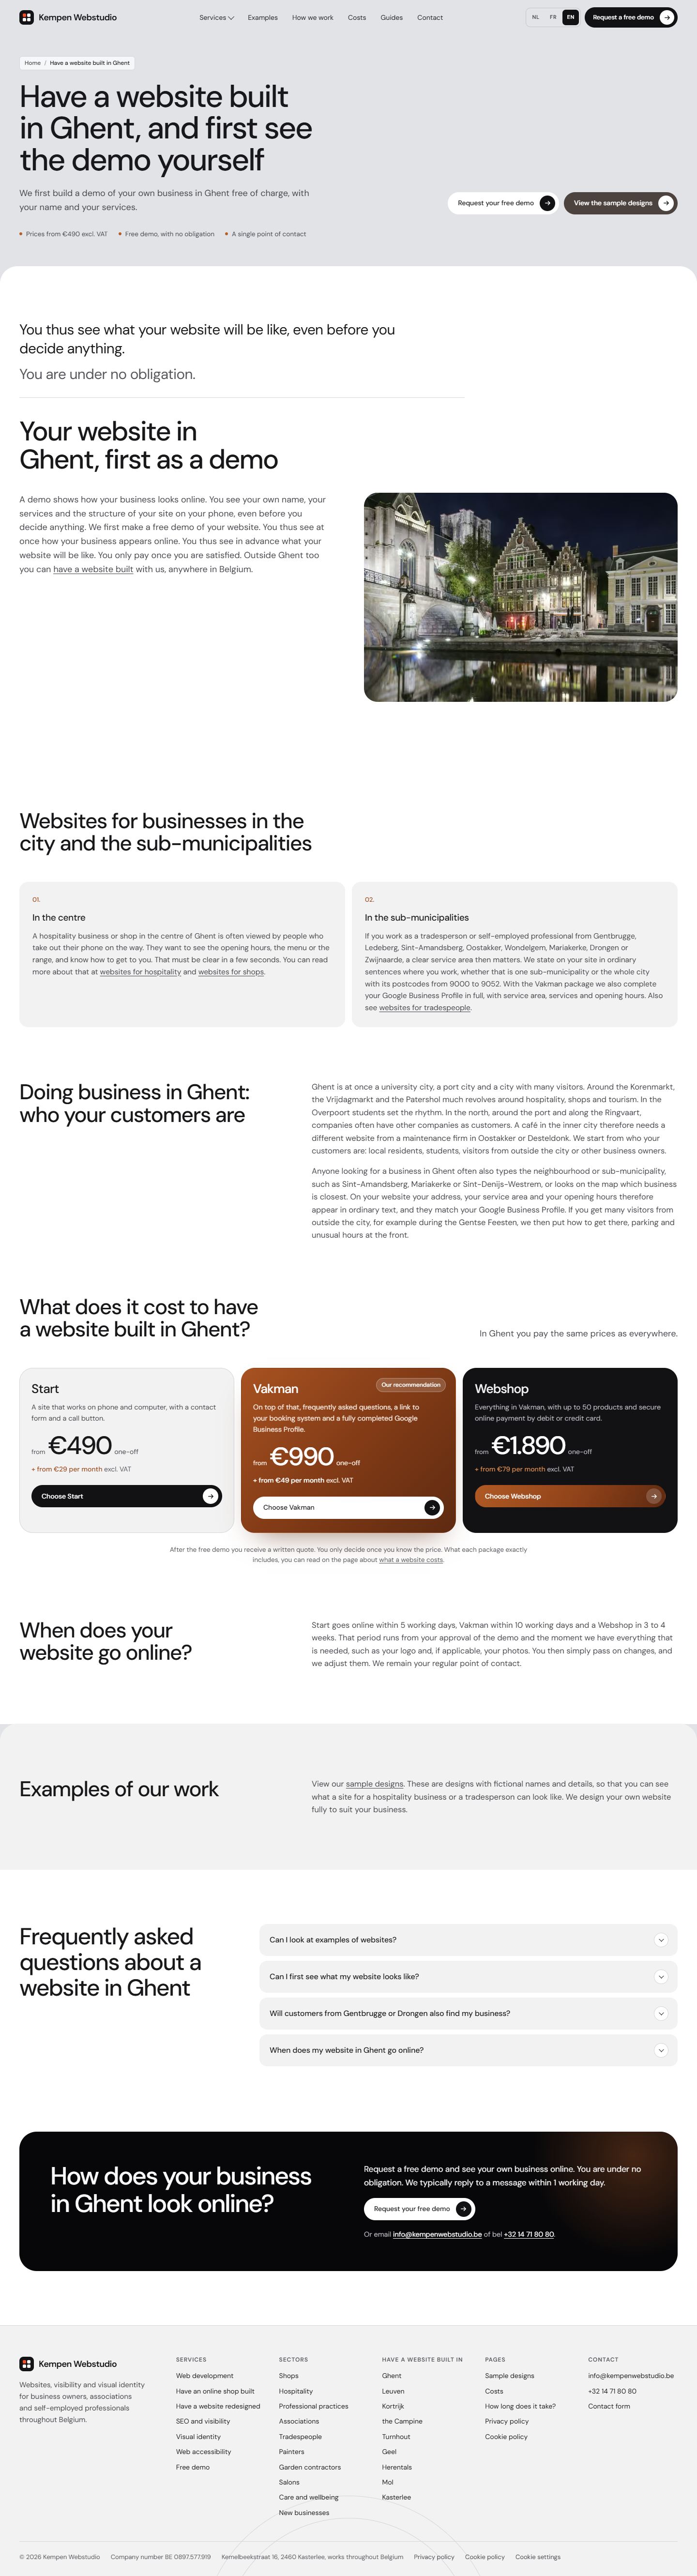 Kempen Webstudio
Services
Examples
How we work
Costs
Guides
Contact
NL
FR
EN
Request a free demo
Home / Have a website built in Ghent
Have a website built
in Ghent, and first see
the demo yourself
We first build a demo of your own business in Ghent free of charge, with
your name and your services.
Request your free demo
View the sample designs
Prices from €490 excl. VAT
Free demo, with no obligation
A single point of contact
You thus see what your website will be like, even before you
decide anything.
You are under no obligation.
Your website in
Ghent, first as a demo
A demo shows how your business looks online. You see your own name, your
services and the structure of your site on your phone, even before you
decide anything. We first make a free demo of your website. You thus see at
once how your business appears online. You thus see in advance what your
website will be like. You only pay once you are satisfied. Outside Ghent too
you can have a website built with us, anywhere in Belgium.
Websites for businesses in the
city and the sub-municipalities
01.
In the centre
A hospitality business or shop in the centre of Ghent is often viewed by people who
take out their phone on the way. They want to see the opening hours, the menu or the
range, and know how to get to you. That must be clear in a few seconds. You can read
more about that at websites for hospitality and websites for shops.
02.
In the sub-municipalities
If you work as a tradesperson or self-employed professional from Gentbrugge,
Ledeberg, Sint-Amandsberg, Oostakker, Wondelgem, Mariakerke, Drongen or
Zwijnaarde, a clear service area then matters. We state on your site in ordinary
sentences where you work, whether that is one sub-municipality or the whole city
with its postcodes from 9000 to 9052. With the Vakman package we also complete
your Google Business Profile in full, with service area, services and opening hours. Also
see websites for tradespeople.
Doing business in Ghent:
who your customers are
Ghent is at once a university city, a port city and a city with many visitors. Around the Korenmarkt,
the Vrijdagmarkt and the Patershol much revolves around hospitality, shops and tourism. In the
Overpoort students set the rhythm. In the north, around the port and along the Ringvaart,
companies often have other companies as customers. A café in the inner city therefore needs a
different website from a maintenance firm in Oostakker or Desteldonk. We start from who your
customers are: local residents, students, visitors from outside the city or other business owners.
Anyone looking for a business in Ghent often also types the neighbourhood or sub-municipality,
such as Sint-Amandsberg, Mariakerke or Sint-Denijs-Westrem, or looks on the map which business
is closest. On your website your address, your service area and your opening hours therefore
appear in ordinary text, and they match your Google Business Profile. If you get many visitors from
outside the city, for example during the Gentse Feesten, we then put how to get there, parking and
unusual hours at the front.
What does it cost to have
a website built in Ghent?
In Ghent you pay the same prices as everywhere.
Start
A site that works on phone and computer, with a contact
form and a call button.
from €490 one-off
+ from €29 per month excl. VAT
Choose Start
Vakman
Our recommendation
On top of that, frequently asked questions, a link to
your booking system and a fully completed Google
Business Profile.
from €990 one-off
+ from €49 per month excl. VAT
Choose Vakman
Webshop
Everything in Vakman, with up to 50 products and secure
online payment by debit or credit card.
from €1.890 one-off
+ from €79 per month excl. VAT
Choose Webshop
After the free demo you receive a written quote. You only decide once you know the price. What each package exactly
includes, you can read on the page about what a website costs.
When does your
website go online?
Start goes online within 5 working days, Vakman within 10 working days and a Webshop in 3 to 4
weeks. That period runs from your approval of the demo and the moment we have everything that
is needed, such as your logo and, if applicable, your photos. You then simply pass on changes, and
we adjust them. We remain your regular point of contact.
Examples of our work
View our sample designs. These are designs with fictional names and details, so that you can see
what a site for a hospitality business or a tradesperson can look like. We design your own website
fully to suit your business.
Frequently asked
questions about a
website in Ghent
Can I look at examples of websites?
Can I first see what my website looks like?
Will customers from Gentbrugge or Drongen also find my business?
When does my website in Ghent go online?
How does your business
in Ghent look online?
Request a free demo and see your own business online. You are under no
obligation. We typically reply to a message within 1 working day.
Request your free demo
Or email info@kempenwebstudio.be of bel +32 14 71 80 80.
Kempen Webstudio
Websites, visibility and visual identity
for business owners, associations
and self-employed professionals
throughout Belgium.
SERVICES
Web development
Have an online shop built
Have a website redesigned
SEO and visibility
Visual identity
Web accessibility
Free demo
SECTORS
Shops
Hospitality
Professional practices
Associations
Tradespeople
Painters
Garden contractors
Salons
Care and wellbeing
New businesses
HAVE A WEBSITE BUILT IN
Ghent
Leuven
Kortrijk
the Campine
Turnhout
Geel
Herentals
Mol
Kasterlee
PAGES
Sample designs
Costs
How long does it take?
Privacy policy
Cookie policy
CONTACT
info@kempenwebstudio.be
+32 14 71 80 80
Contact form
© 2026 Kempen Webstudio
Company number BE 0897.577.919
Kemelbeekstraat 16, 2460 Kasterlee, works throughout Belgium
Privacy policy
Cookie policy
Cookie settings